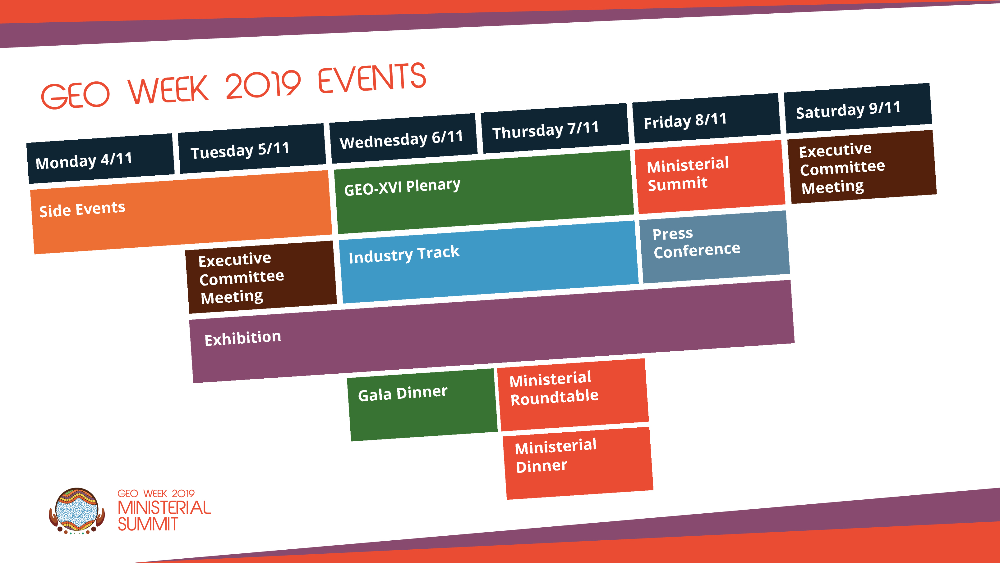 GEO WEEK 2019 EVENTS
Monday 4/11
Tuesday 5/11
Wednesday 6/11
Thursday 7/11
Friday 8/11
Saturday 9/11
Side Events
GEO-XVI Plenary
Ministerial
Summit
Executive
Committee
Meeting
Executive
Committee
Meeting
Industry Track
Press
Conference
Exhibition
Gala Dinner
Ministerial
Roundtable
Ministerial
Dinner
GEO WEEK 2019
MINISTERIAL
SUMMIT